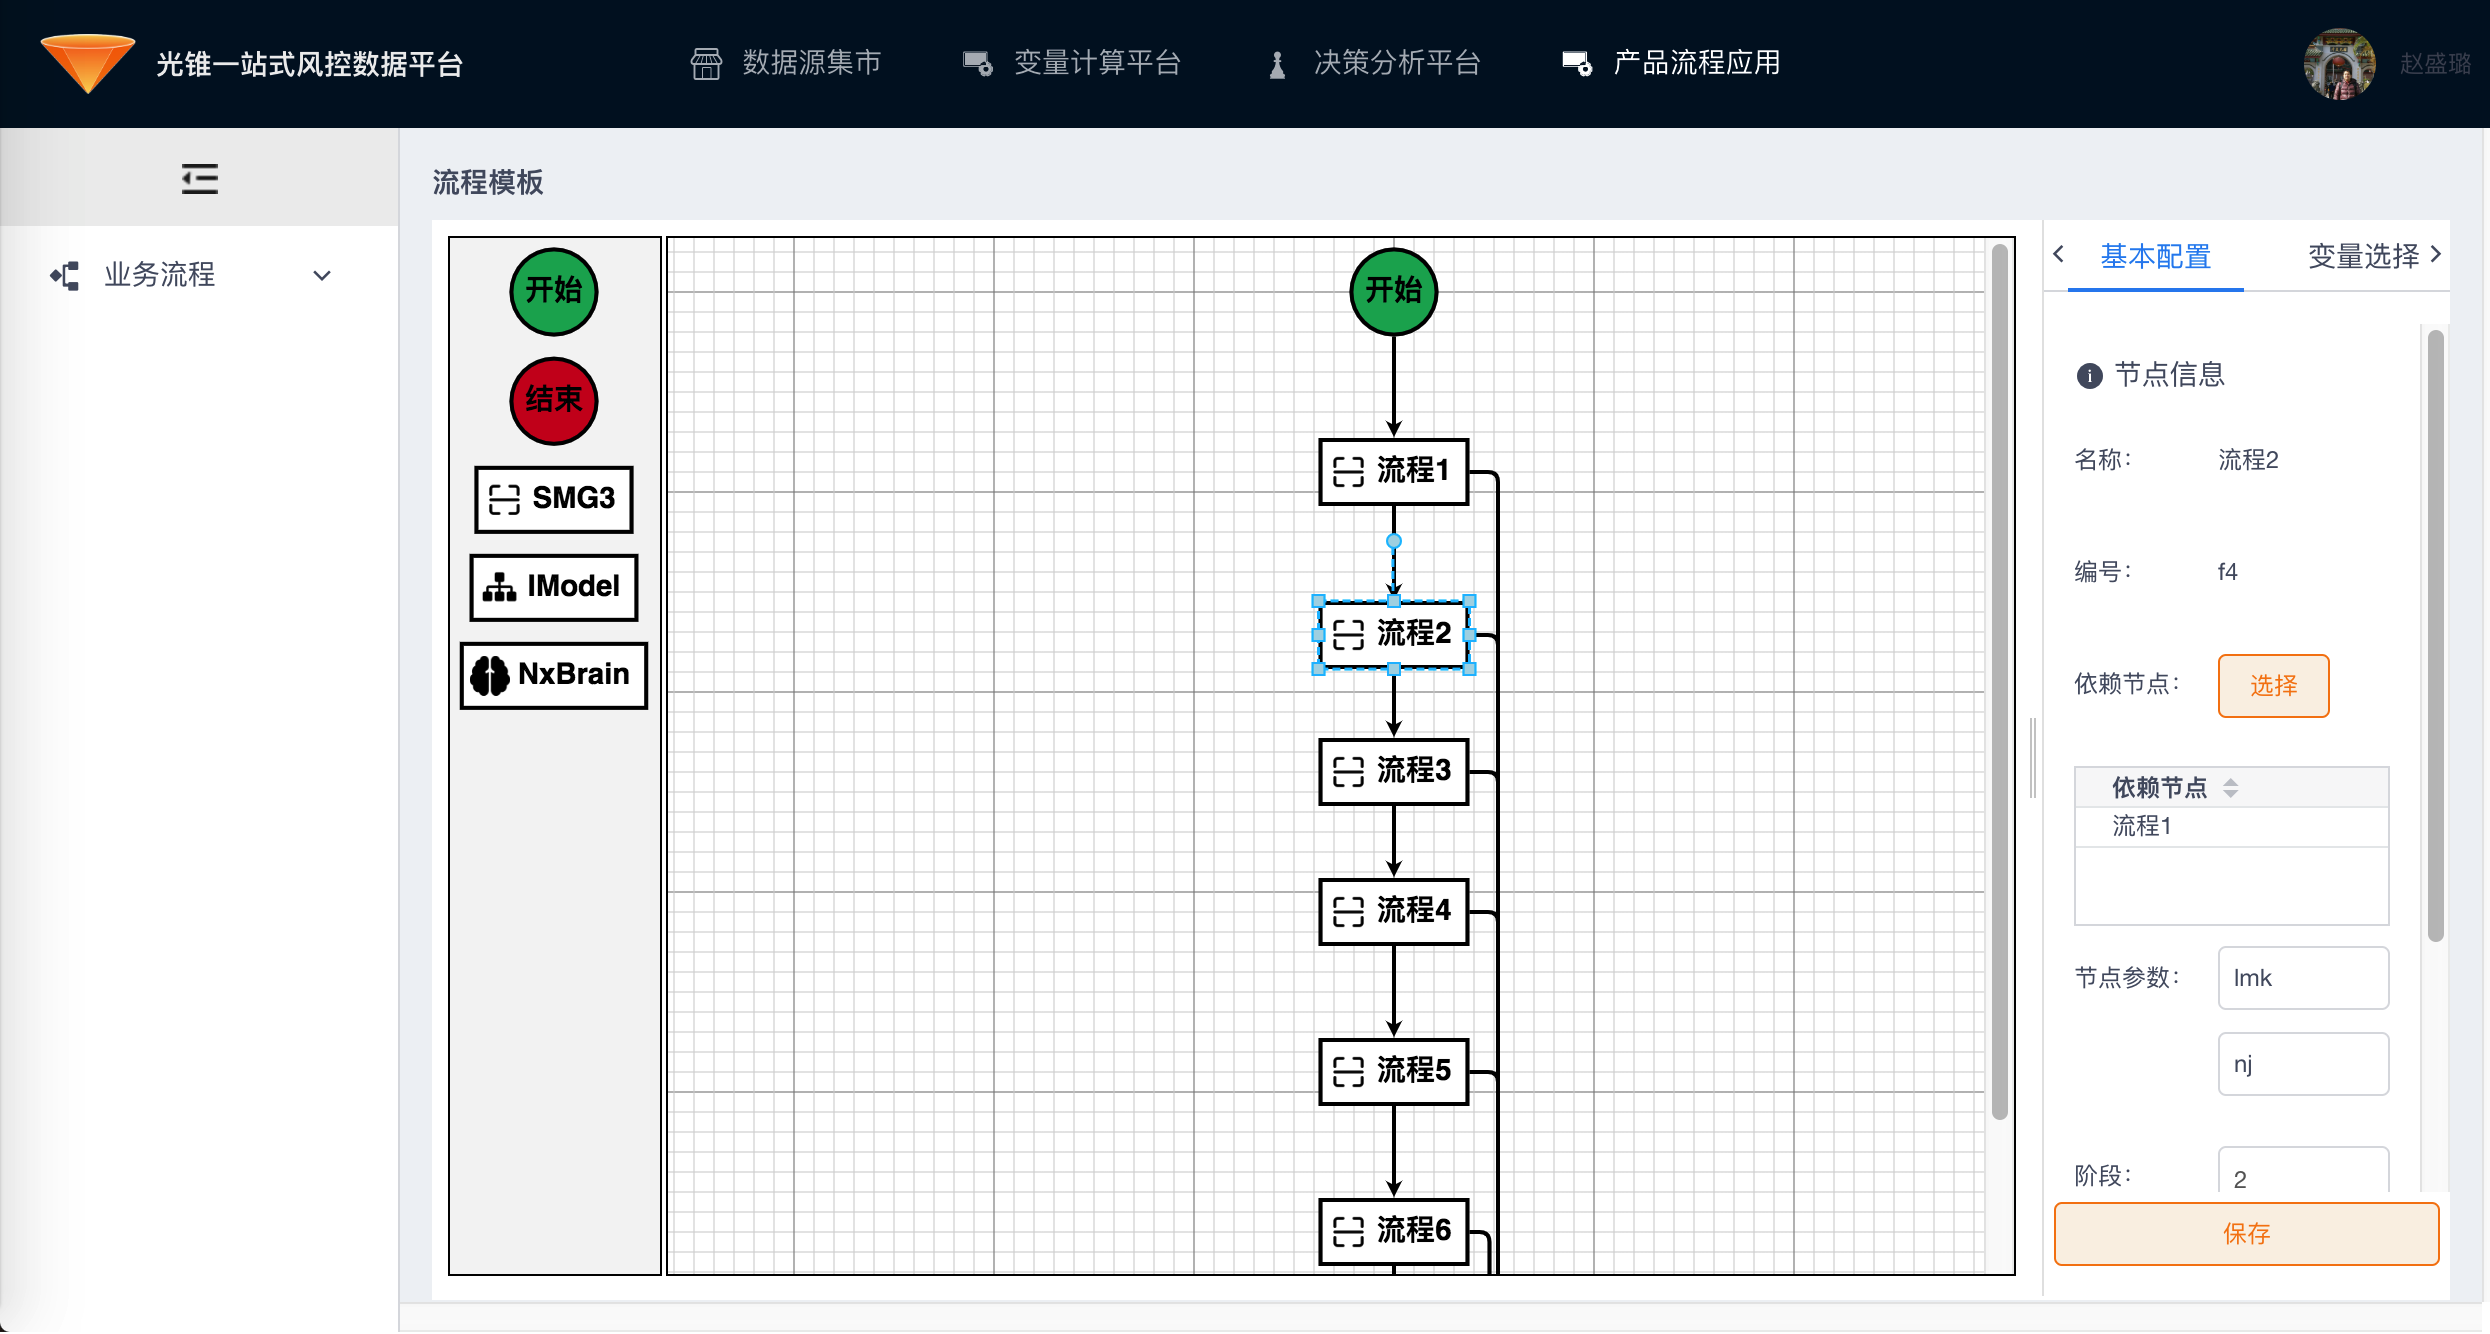 光锥一站式风控数据平台
数据源集市
变量计算平台
决策分析平台
产品流程应用
赵盛璐
业务流程
流程模板
开始
结束
SMG3
IModel
NxBrain
开始
流程1
流程2
流程3
流程4
流程5
流程6
基本配置
变量选择
节点信息
名称: 流程2
编号: f4
依赖节点: 选择
依赖节点
流程1
节点参数: lmk
nj
阶段: 2
保存